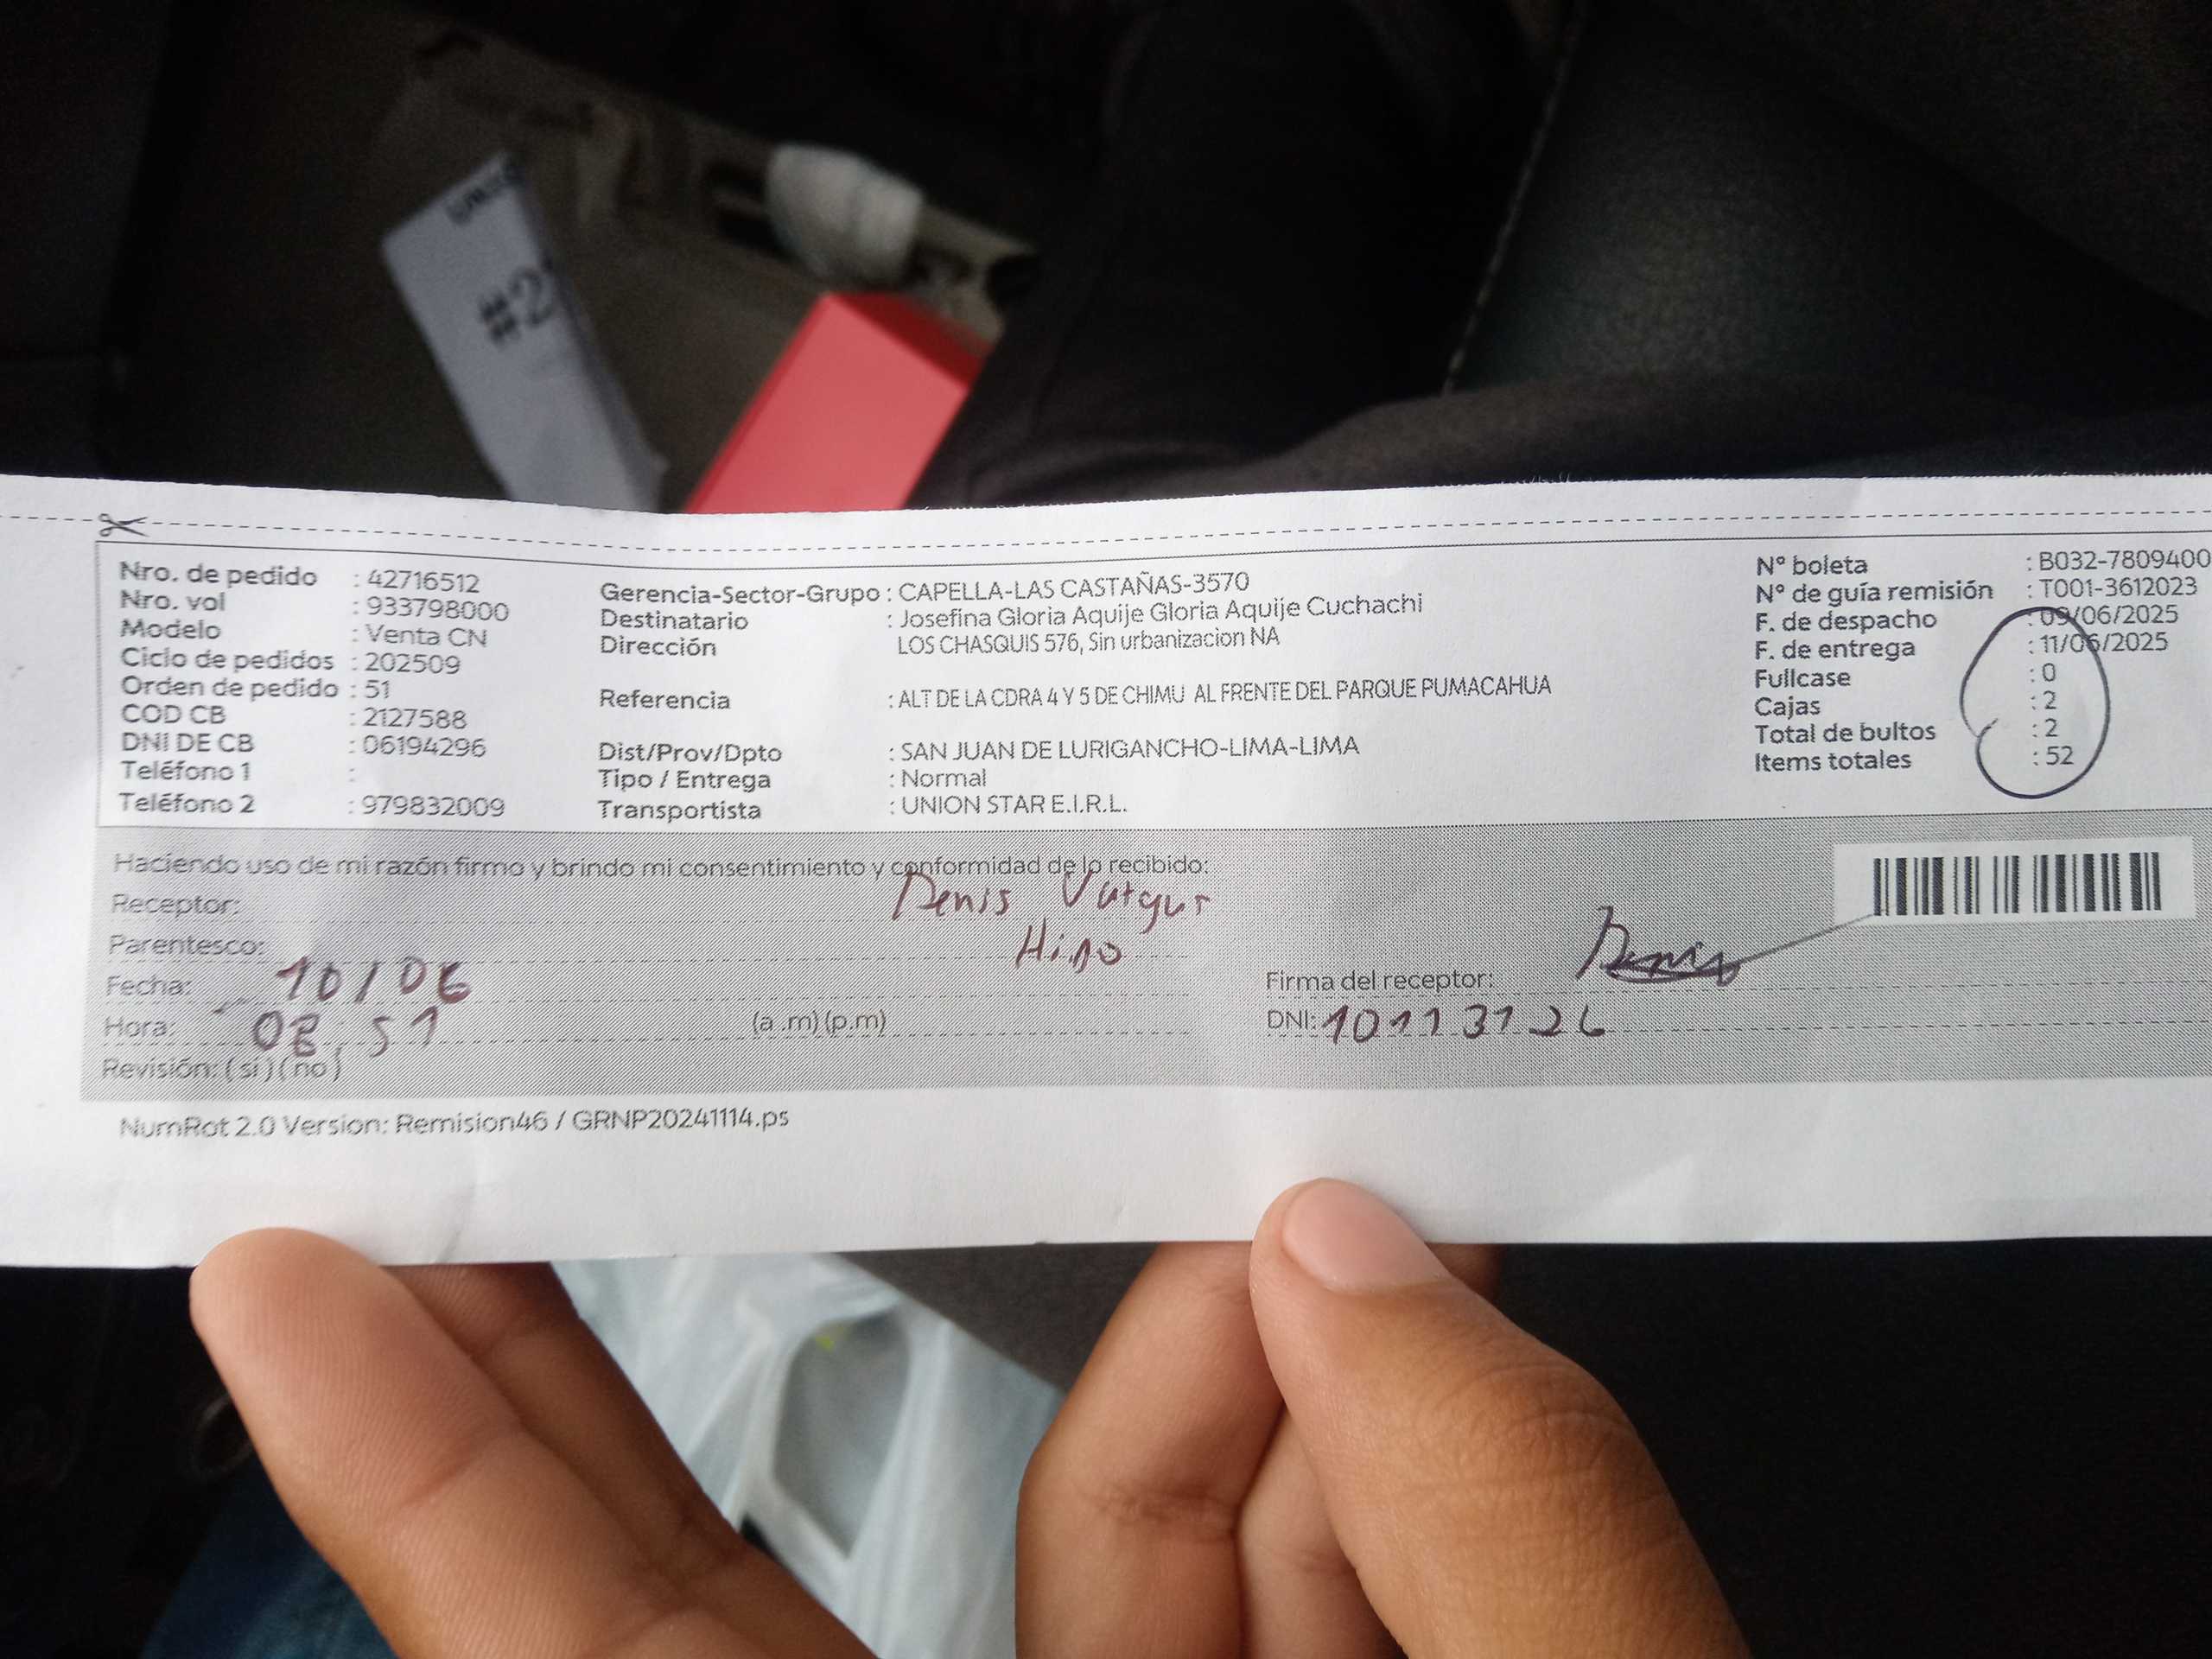 #2
Nro. de pedido : 42716512
Nro. vol : 933798000
Modelo : Venta CN
Ciclo de pedidos : 202509
Orden de pedido : 51
COD CB : 2127588
DNI DE CB : 06194296
Teléfono 1 :
Teléfono 2 : 979832009
Gerencia-Sector-Grupo : CAPELLA-LAS CASTAÑAS-3570
Destinatario : Josefina Gloria Aquije Gloria Aquije Cuchachi
Dirección LOS CHASQUIS 576, Sin urbanizacion NA
Referencia : ALT DE LA CDRA 4 Y 5 DE CHIMU AL FRENTE DEL PARQUE PUMACAHUA
Dist/Prov/Dpto : SAN JUAN DE LURIGANCHO-LIMA-LIMA
Tipo / Entrega : Normal
Transportista : UNION STAR E.I.R.L.
Nº boleta : B032-7809400
Nº de guía remisión : T001-3612023
F. de despacho : 09/06/2025
F. de entrega : 11/06/2025
Fullcase : 0
Cajas : 2
Total de bultos : 2
Items totales : 52
Haciendo uso de mi razón firmo y brindo mi consentimiento y conformidad de lo recibido:
Receptor: Denis
Parentesco: Hijo
Fecha: 10/06
Hora: 08:51 (a.m)(p.m)
Revisión: (si)(no)
Firma del receptor: Denis
DNI: 10113126
NumRot 2.0 Version: Remision46 / GRNP20241114.ps